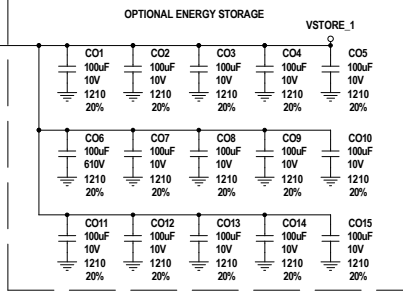 OPTIONAL ENERGY STORAGE
VSTORE_1
CO1 CO2 CO3 CO4 CO5
100uF 100uF 100uF 100uF 100uF
10V 10V 10V 10V 10V
1210 1210 1210 1210 1210
20% 20% 20% 20% 20%
CO6 CO7 CO8 CO9 CO10
100uF 100uF 100uF 100uF 100uF
610V 10V 10V 10V 10V
1210 1210 1210 1210 1210
20% 20% 20% 20% 20%
CO11 CO12 CO13 CO14 CO15
100uF 100uF 100uF 100uF 100uF
10V 10V 10V 10V 10V
1210 1210 1210 1210 1210
20% 20% 20% 20% 20%